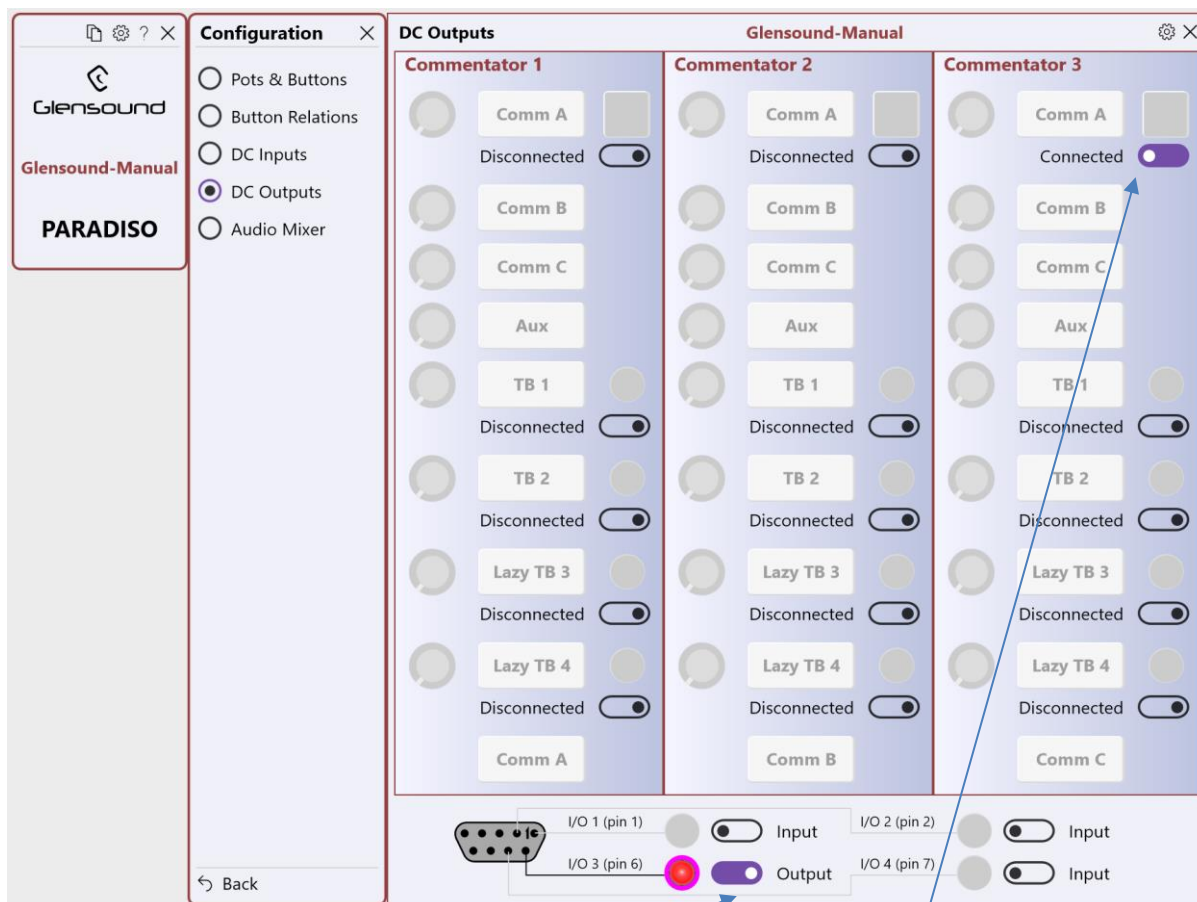 ?
Glensound
Glensound-Manual
PARADISO
Configuration
Pots & Buttons
Button Relations
DC Inputs
DC Outputs
Audio Mixer
Back
DC Outputs
Glensound-Manual
Commentator 1
Comm A
Disconnected
Comm B
Comm C
Aux
TB 1
Disconnected
TB 2
Disconnected
Lazy TB 3
Disconnected
Lazy TB 4
Disconnected
Comm A
Commentator 2
Comm A
Disconnected
Comm B
Comm C
Aux
TB 1
Disconnected
TB 2
Disconnected
Lazy TB 3
Disconnected
Lazy TB 4
Disconnected
Comm B
Commentator 3
Comm A
Connected
Comm B
Comm C
Aux
TB 1
Disconnected
TB 2
Disconnected
Lazy TB 3
Disconnected
Lazy TB 4
Disconnected
Comm C
I/O 1 (pin 1)
Input
I/O 2 (pin 2)
Input
I/O 3 (pin 6)
Output
I/O 4 (pin 7)
Input